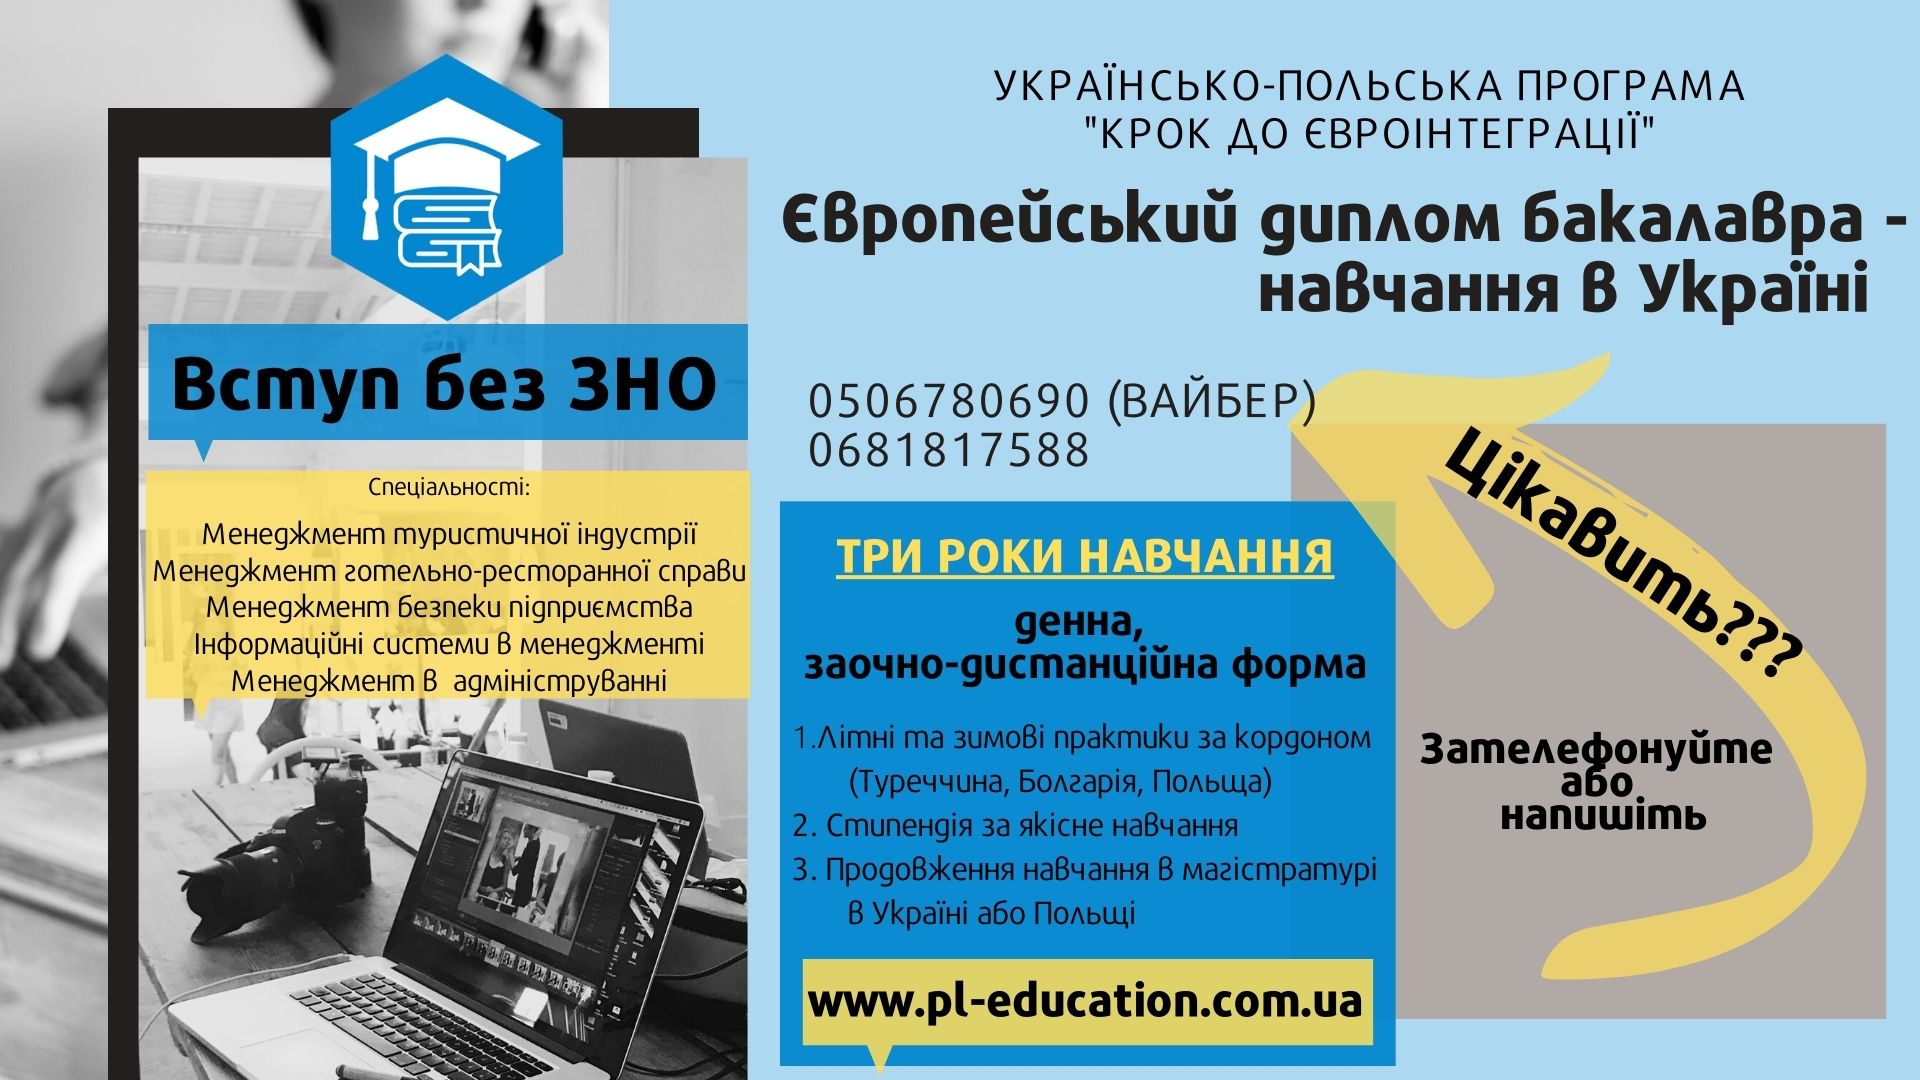 УКРАЇНСЬКО-ПОЛЬСЬКА ПРОГРАМА
"КРОК ДО ЄВРОІНТЕГРАЦІЇ"
Європейський диплом бакалавра -
навчання в Україні
Вступ без ЗНО
Спеціальності:
Менеджмент туристичної індустрії
Менеджмент готельно-ресторанної справи
Менеджмент безпеки підприємства
Інформаційні системи в менеджменті
Менеджмент в адмініструванні
0506780690 (ВАЙБЕР)
0681817588
ТРИ РОКИ НАВЧАННЯ
денна,
заочно-дистанційна форма
1.Літні та зимові практики за кордоном
(Туреччина, Болгарія, Польща)
2. Стипендія за якісне навчання
3. Продовження навчання в магістратурі
в Україні або Польщі
www.pl-education.com.ua
Цікавить???
Зателефонуйте
або
напишіть